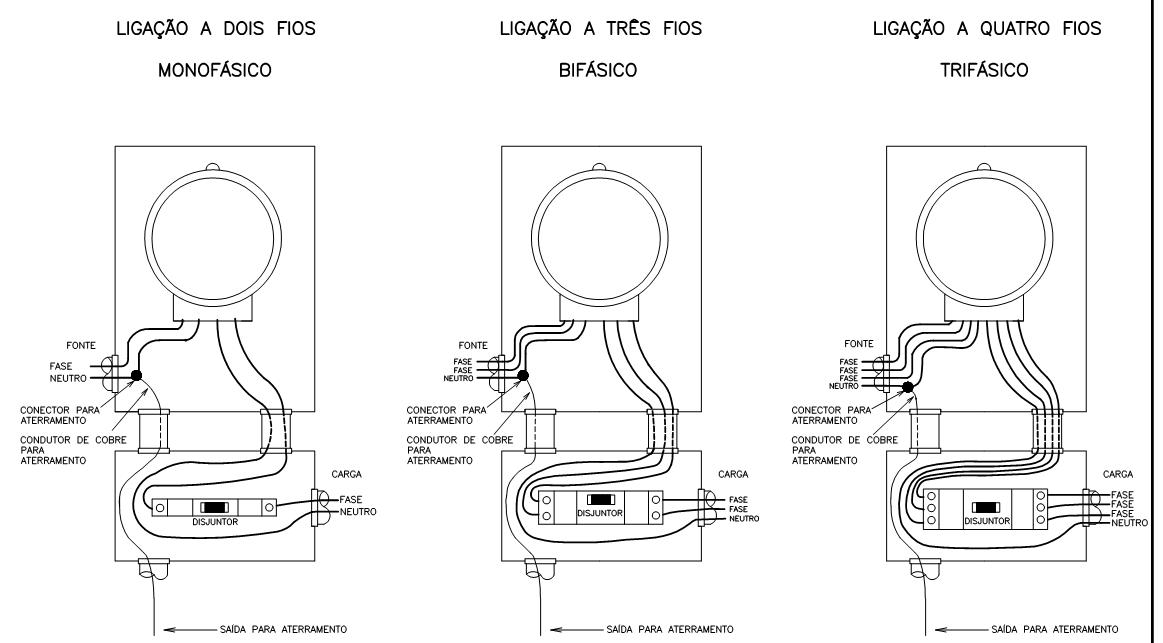 LIGAÇÃO A DOIS FIOS
MONOFÁSICO
FONTE
FASE
NEUTRO
CONECTOR PARA
ATERRAMENTO
CONDUTOR DE COBRE
PARA
ATERRAMENTO
CARGA
FASE
NEUTRO
DISJUNTOR
SAÍDA PARA ATERRAMENTO
LIGAÇÃO A TRÊS FIOS
BIFÁSICO
FONTE
FASE
FASE
NEUTRO
CONECTOR PARA
ATERRAMENTO
CONDUTOR DE COBRE
PARA
ATERRAMENTO
CARGA
FASE
FASE
NEUTRO
DISJUNTOR
SAÍDA PARA ATERRAMENTO
LIGAÇÃO A QUATRO FIOS
TRIFÁSICO
FONTE
FASE
FASE
FASE
NEUTRO
CONECTOR PARA
ATERRAMENTO
CONDUTOR DE COBRE
PARA
ATERRAMENTO
CARGA
FASE
FASE
FASE
NEUTRO
DISJUNTOR
SAÍDA PARA ATERRAMENTO